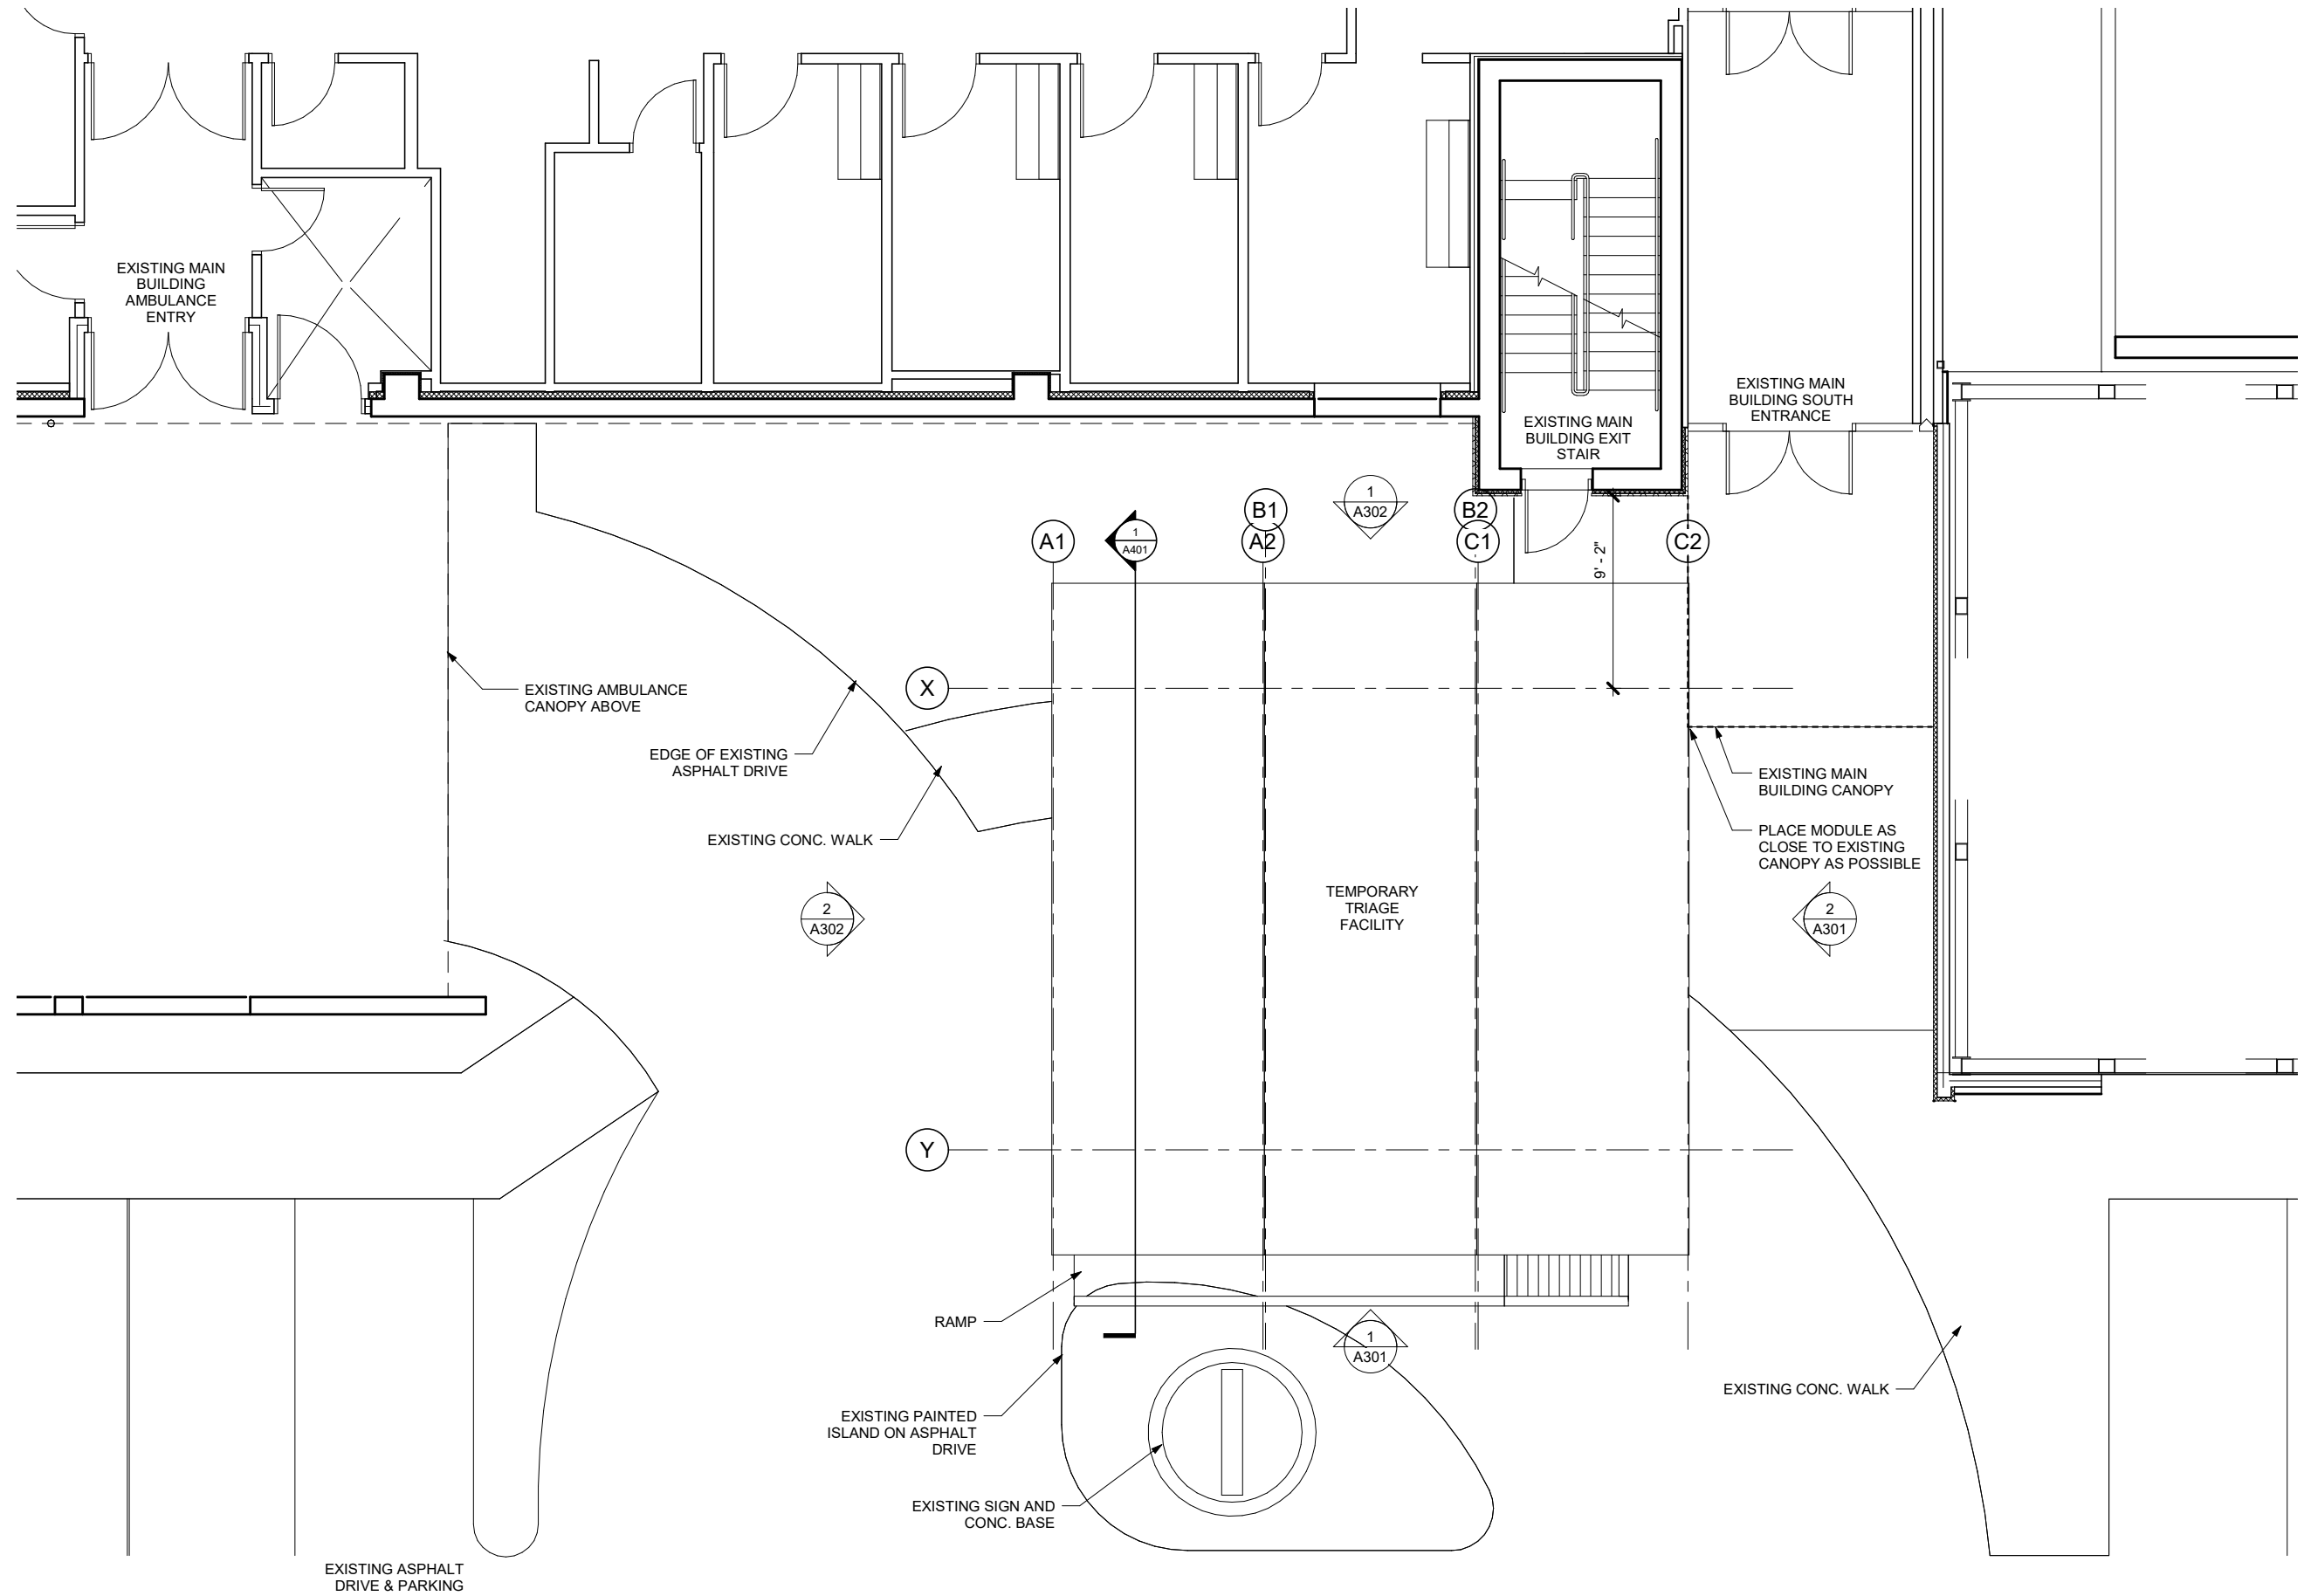 EXISTING MAIN
BUILDING
AMBULANCE
ENTRY
EXISTING MAIN
BUILDING SOUTH
ENTRANCE
EXISTING MAIN
BUILDING EXIT
STAIR
1
A302
B1
B2
A1
1
A401
A2
C1
C2
9' - 2"
X
EXISTING AMBULANCE
CANOPY ABOVE
EDGE OF EXISTING
ASPHALT DRIVE
EXISTING MAIN
BUILDING CANOPY
EXISTING CONC. WALK
PLACE MODULE AS
CLOSE TO EXISTING
CANOPY AS POSSIBLE
TEMPORARY
TRIAGE
FACILITY
2
A302
2
A301
Y
RAMP
1
A301
EXISTING CONC. WALK
EXISTING PAINTED
ISLAND ON ASPHALT
DRIVE
EXISTING SIGN AND
CONC. BASE
EXISTING ASPHALT
DRIVE & PARKING